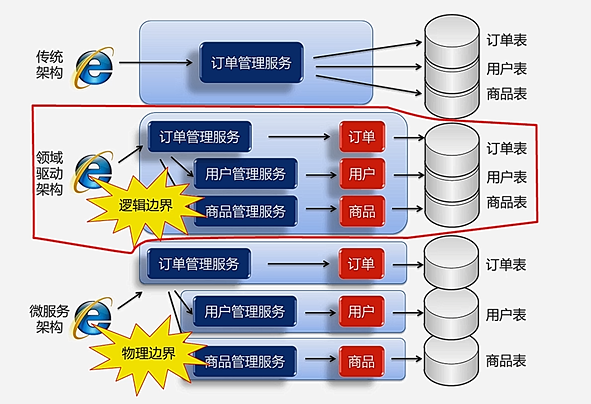 传统
架构
订单管理服务
订单表
用户表
商品表
领域
驱动
架构
订单管理服务
订单
订单表
用户管理服务
用户
用户表
逻辑边界
商品管理服务
商品
商品表
订单管理服务
订单
订单表
微服务
架构
用户管理服务
用户
用户表
物理边界
商品管理服务
商品
商品表